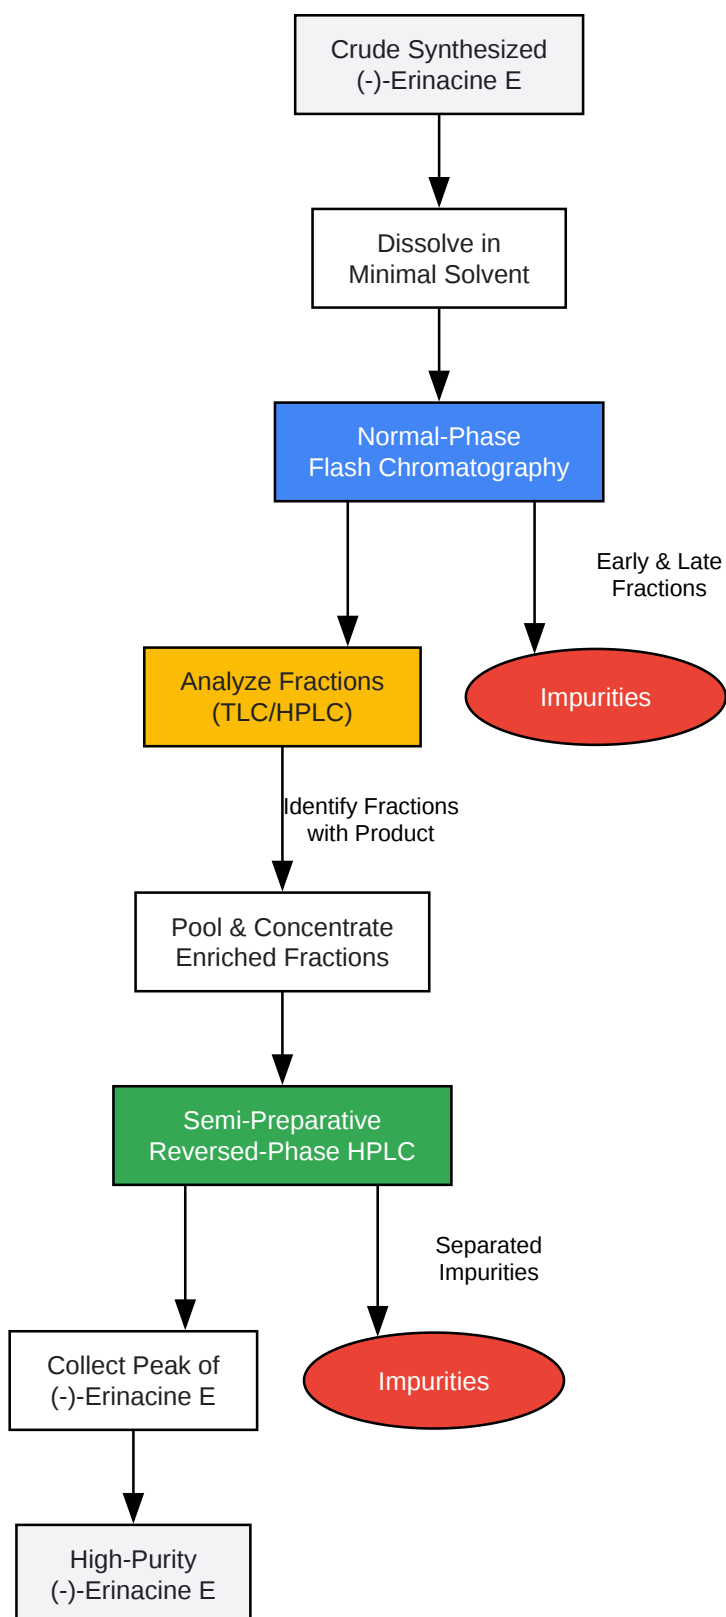 Crude Synthesized
(-)-Erinacine E
Dissolve in
Minimal Solvent
Normal-Phase
Flash Chromatography
Early & Late
Fractions
Analyze Fractions
(TLC/HPLC)
Impurities
Identify Fractions
with Product
Pool & Concentrate
Enriched Fractions
Semi-Preparative
Reversed-Phase HPLC
Separated
Impurities
Collect Peak of
(-)-Erinacine E
Impurities
High-Purity
(-)-Erinacine E